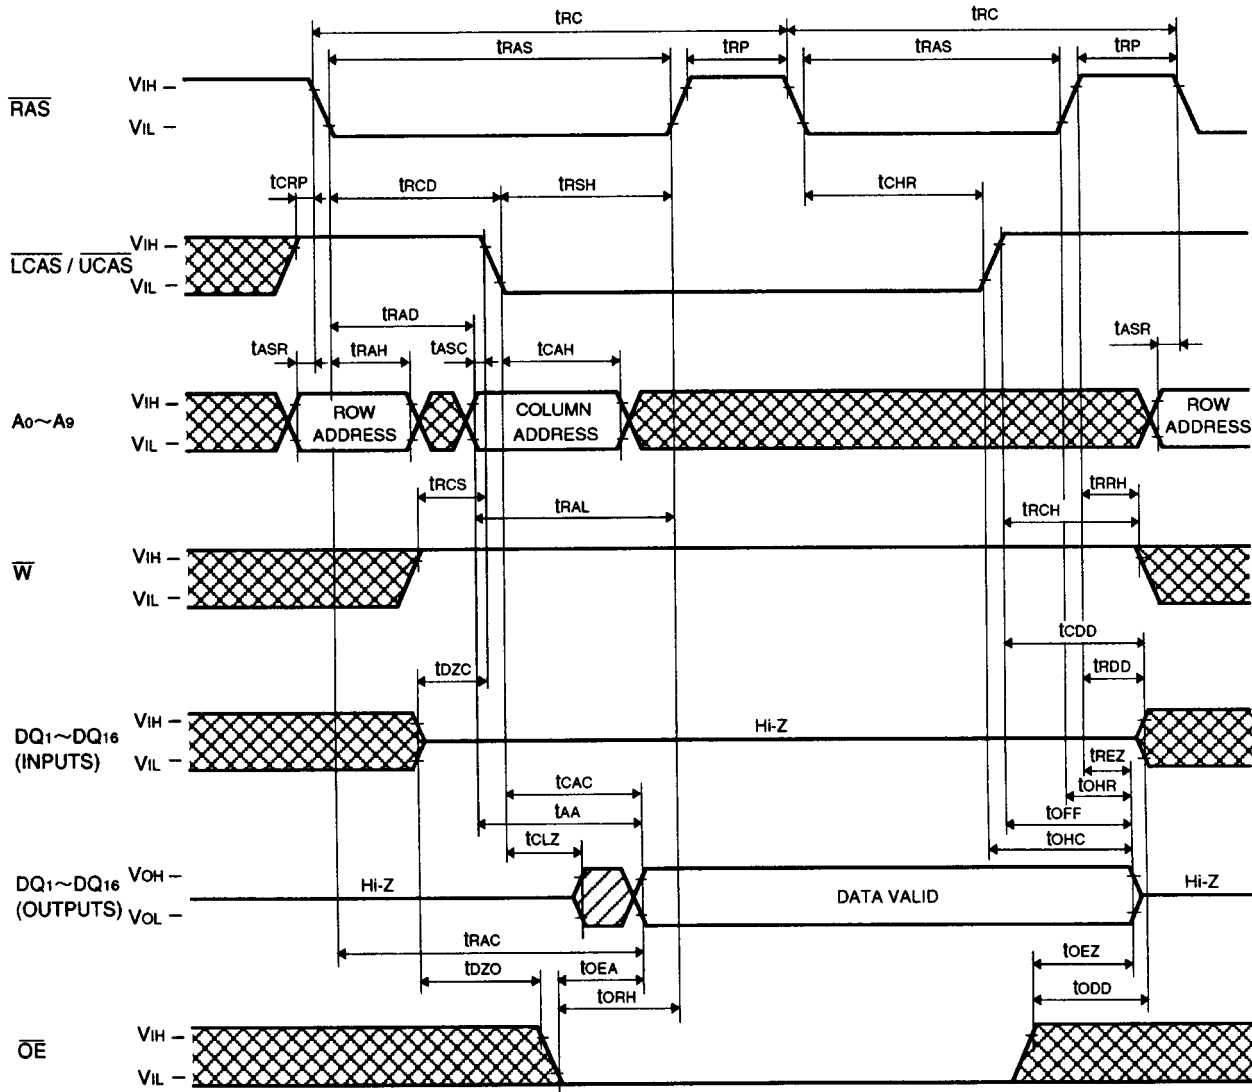 tRC tRC
tRAS tRP tRAS tRP
RAS
VIH
VIL
tCRP tRCD tRSH tCHR
LCAS / UCAS
VIH
VIL
tRAD
tASR tRAH tASC tCAH tASR
A0~A9
VIH
VIL
ROW ADDRESS
COLUMN ADDRESS
ROW ADDRESS
tRCS tRRH
tRAL tRCH
W
VIH
VIL
tCDD
tDZC tRDD
DQ1~DQ16
(INPUTS)
VIH
VIL
Hi-Z
tREZ
tCAC tOHR
tAA tOFF
tCLZ tOHC
DQ1~DQ16
(OUTPUTS)
VOH
VOL
Hi-Z DATA VALID Hi-Z
tRAC
tDZO tOEA tOEZ
tORH tODD
OE
VIH
VIL